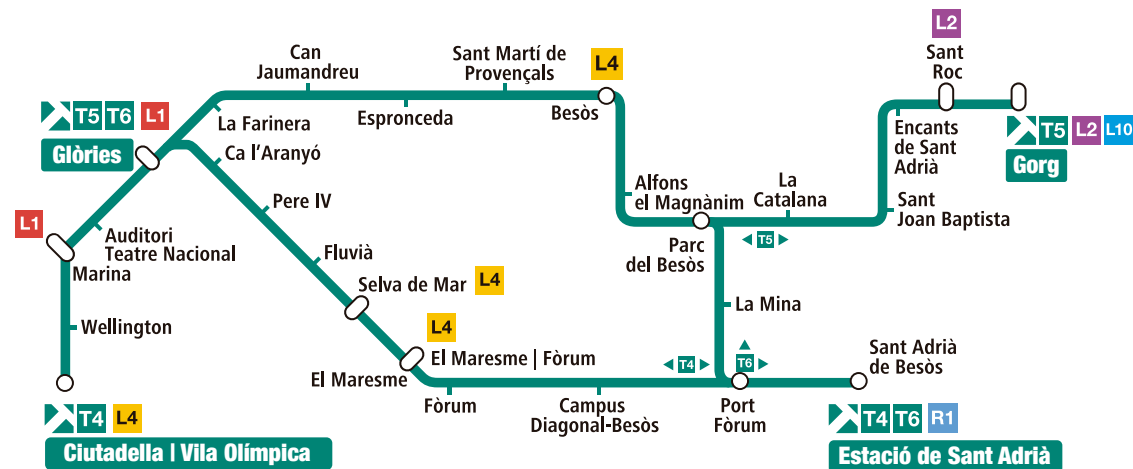 L2
Sant
Roc
Can
Jaumandreu
Sant Martí de
Provençals
L4
T5 T6 L1
Glòries
La Farinera
Espronceda
Besòs
Encants
de Sant
Adrià
T5 L2 L10
Gorg
Ca l'Aranyó
Pere IV
Alfons
el Magnànim
La
Catalana
Sant
Joan Baptista
L1
Auditori
Teatre Nacional
Marina
Fluvià
Parc
del Besòs
T5
Selva de Mar L4
La Mina
Wellington
L4
El Maresme | Fòrum
El Maresme
T4
T6
Sant Adrià
de Besòs
Fòrum
Campus
Diagonal-Besòs
Port
Fòrum
T4 L4
Ciutadella | Vila Olímpica
T4 T6 R1
Estació de Sant Adrià